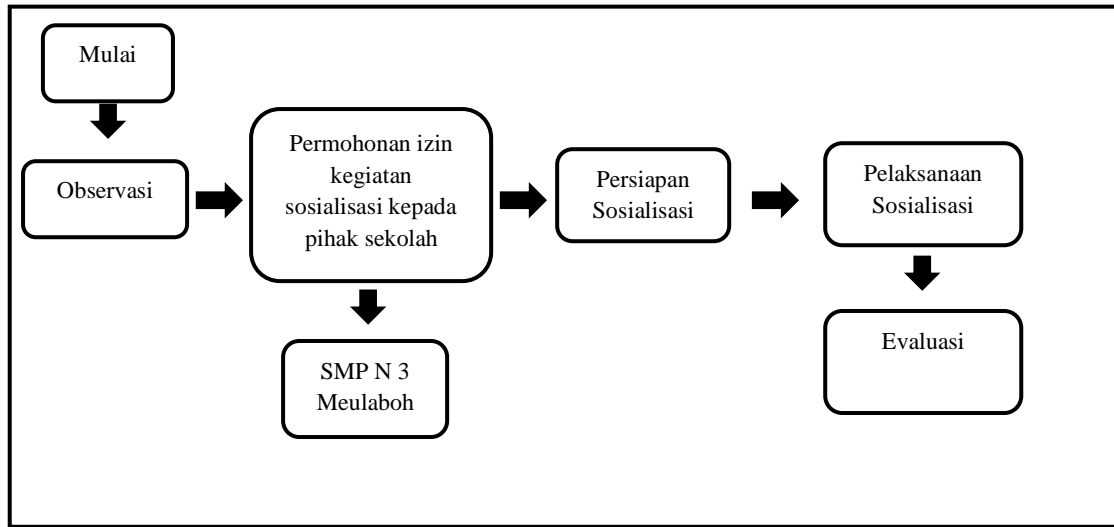 Mulai
Observasi
Permohonan izin
kegiatan
sosialisasi kepada
pihak sekolah
SMP N 3
Meulaboh
Persiapan
Sosialisasi
Pelaksanaan
Sosialisasi
Evaluasi